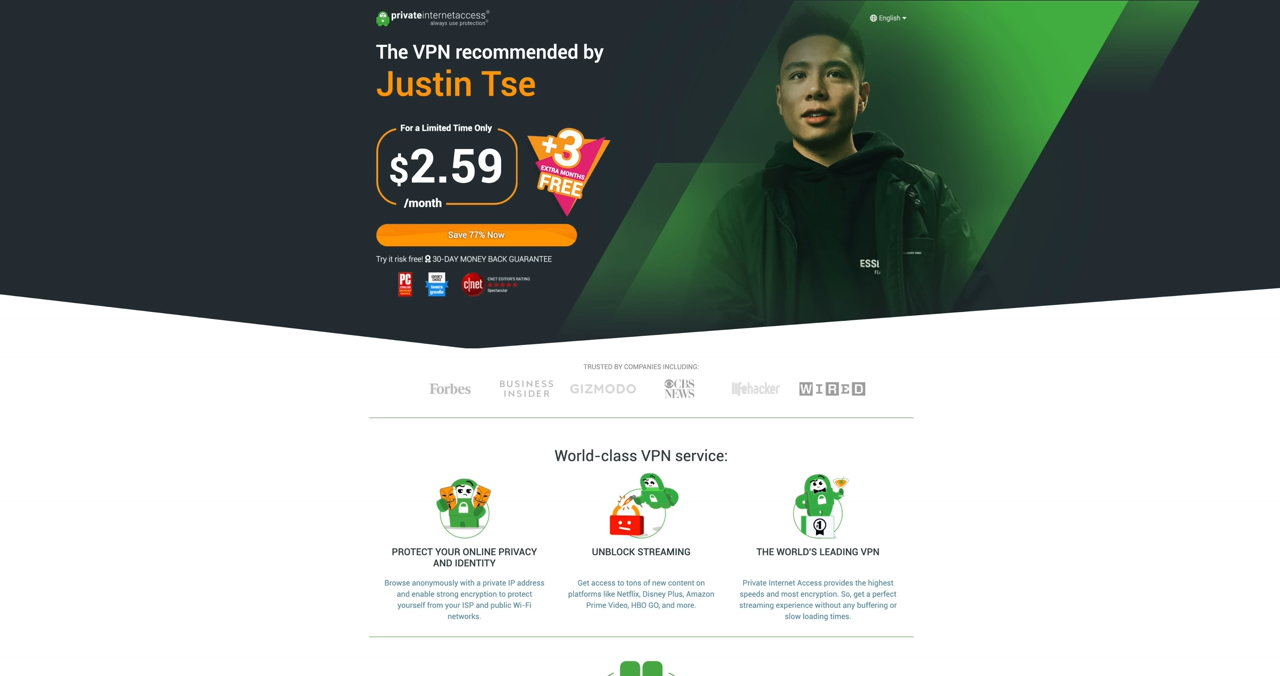 privateinternetaccess®
always use protection®
English
The VPN recommended by
Justin Tse
For a Limited Time Only
$2.59
/month
+3
EXTRA MONTHS
FREE
Save 77% Now
Try it risk free! 30-DAY MONEY BACK GUARANTEE
PC
c|net
CNET EDITOR'S RATING
Spectacular
ESSE
TRUSTED BY COMPANIES INCLUDING:
Forbes
BUSINESS
INSIDER
GIZMODO
CBS
NEWS
lifehacker
WIRED
World-class VPN service:
PROTECT YOUR ONLINE PRIVACY
AND IDENTITY
Browse anonymously with a private IP address
and enable strong encryption to protect
yourself from your ISP and public Wi-Fi
networks.
UNBLOCK STREAMING
Get access to tons of new content on
platforms like Netflix, Disney Plus, Amazon
Prime Video, HBO GO, and more.
1
THE WORLD'S LEADING VPN
Private Internet Access provides the highest
speeds and most encryption. So, get a perfect
streaming experience without any buffering or
slow loading times.